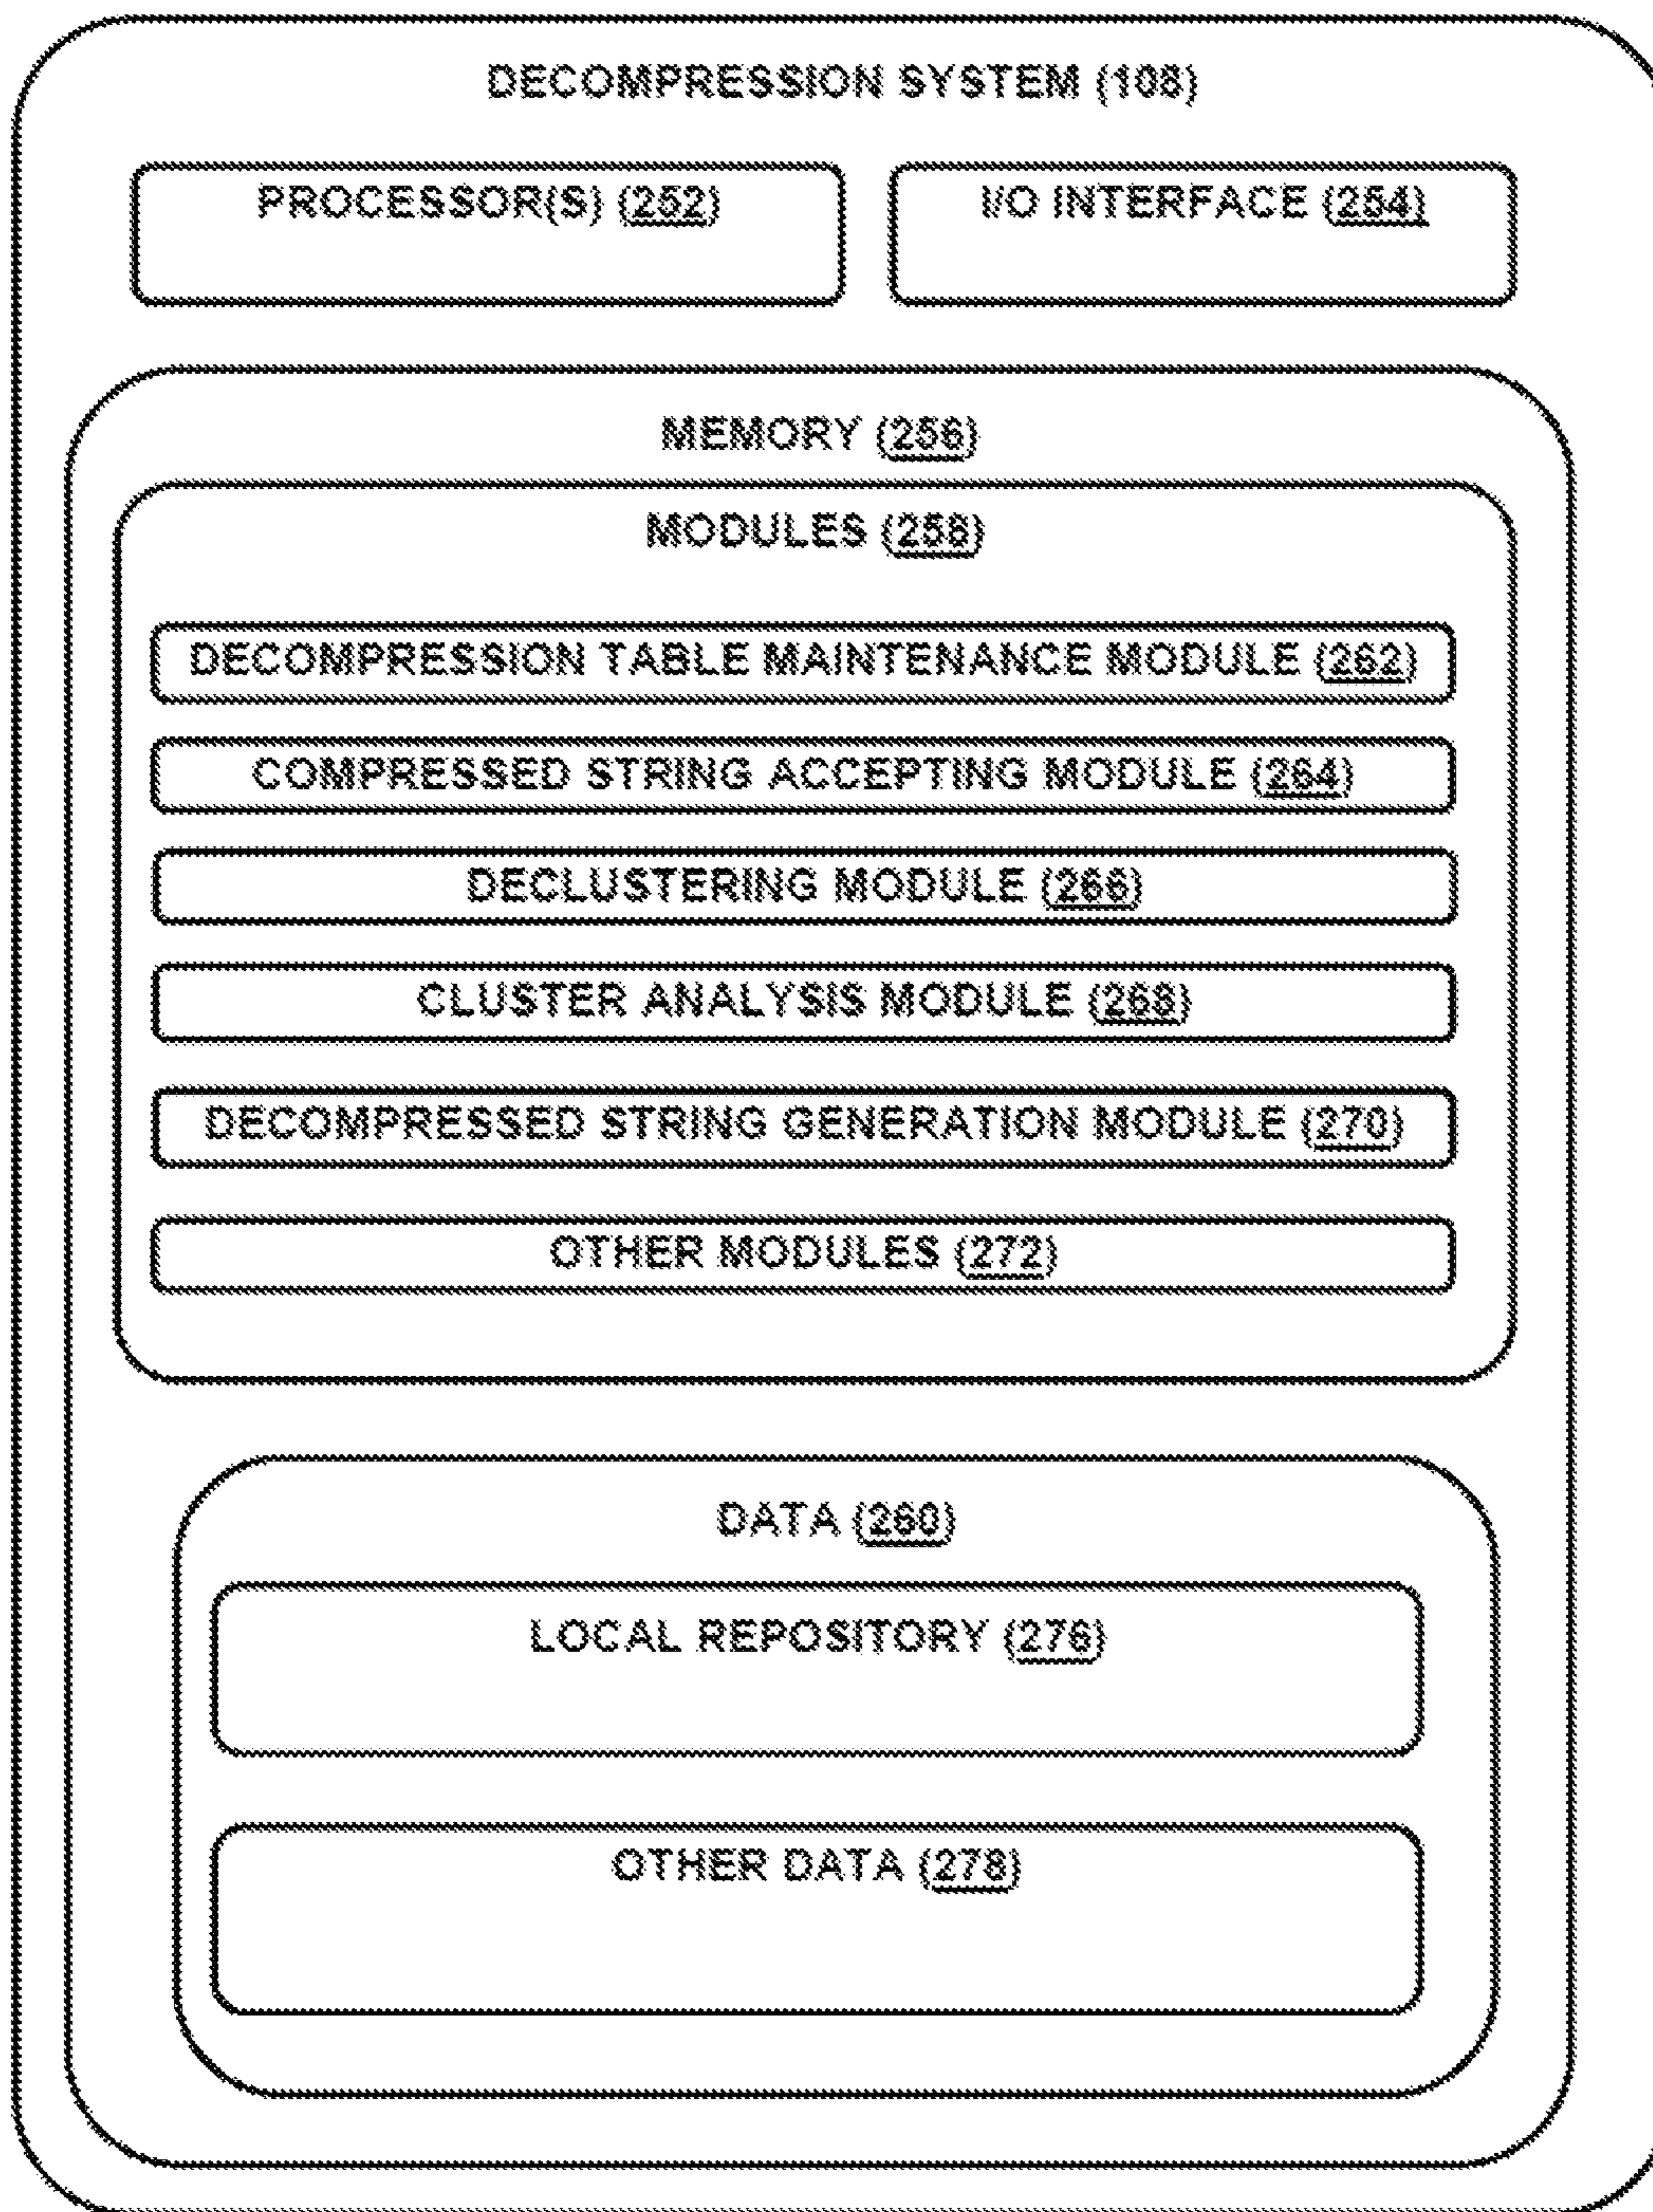 DECOMPRESSION SYSTEM (108)
PROCESSOR(S) (252)
I/O INTERFACE (254)
MEMORY (256)
MODULES (258)
DECOMPRESSION TABLE MAINTENANCE MODULE (262)
COMPRESSED STRING ACCEPTING MODULE (264)
DECLUSTERING MODULE (266)
CLUSTER ANALYSIS MODULE (268)
DECOMPRESSED STRING GENERATION MODULE (270)
OTHER MODULES (272)
DATA (260)
LOCAL REPOSITORY (276)
OTHER DATA (278)